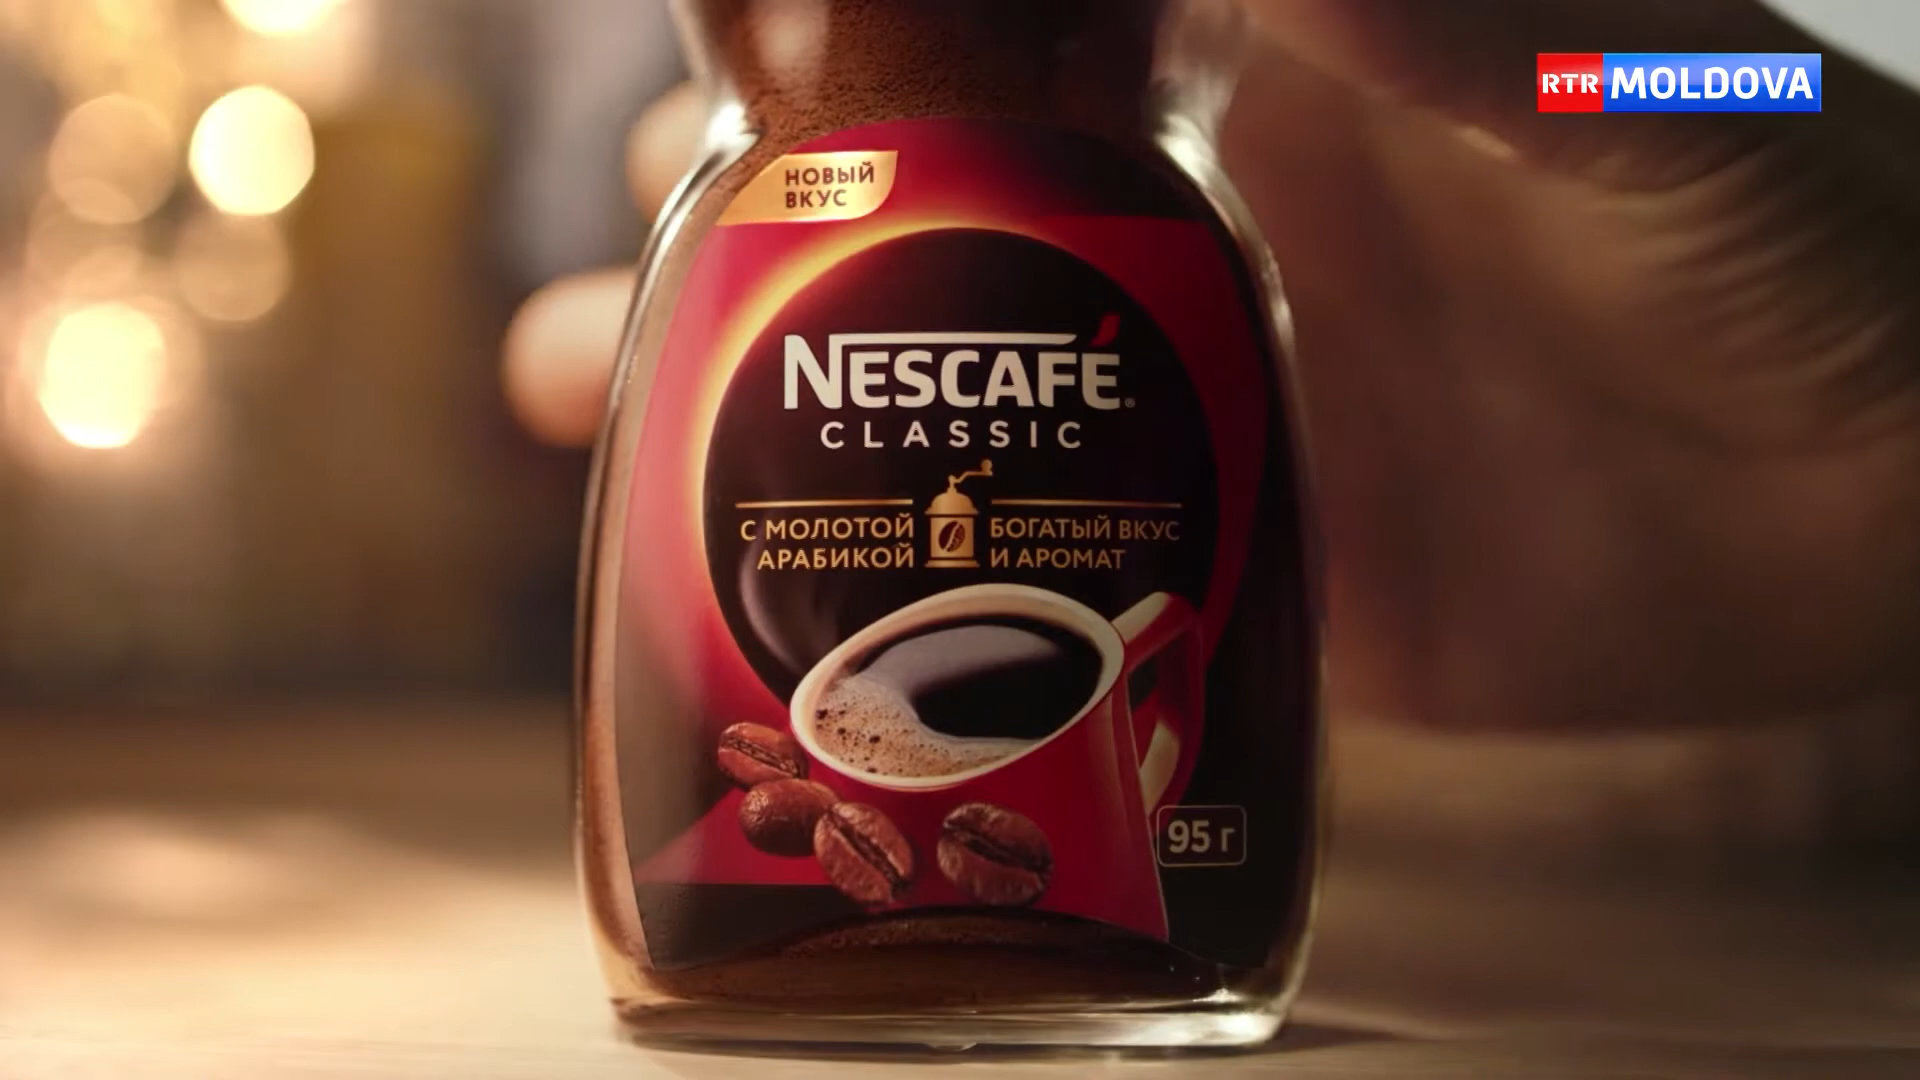 RTR MOLDOVA
НОВЫЙ
ВКУС
NESCAFÉ®
CLASSIC
С МОЛОТОЙ
АРАБИКОЙ
БОГАТЫЙ ВКУС
И АРОМАТ
95 г